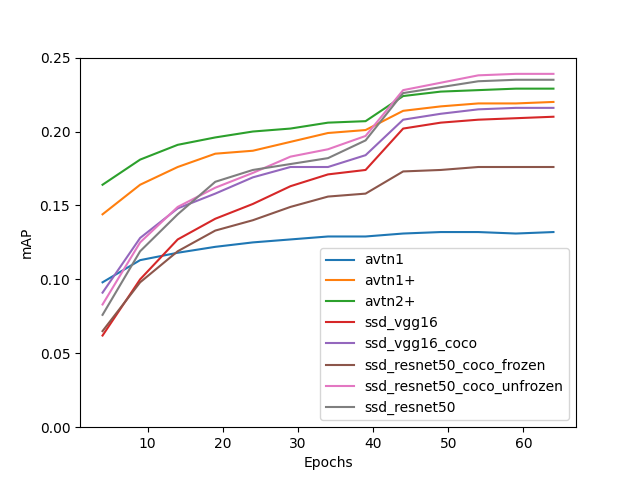 0.25
0.20
0.15
0.10
0.05
0.00
mAP
10 20 30 40 50 60
Epochs
avtn1
avtn1+
avtn2+
ssd_vgg16
ssd_vgg16_coco
ssd_resnet50_coco_frozen
ssd_resnet50_coco_unfrozen
ssd_resnet50